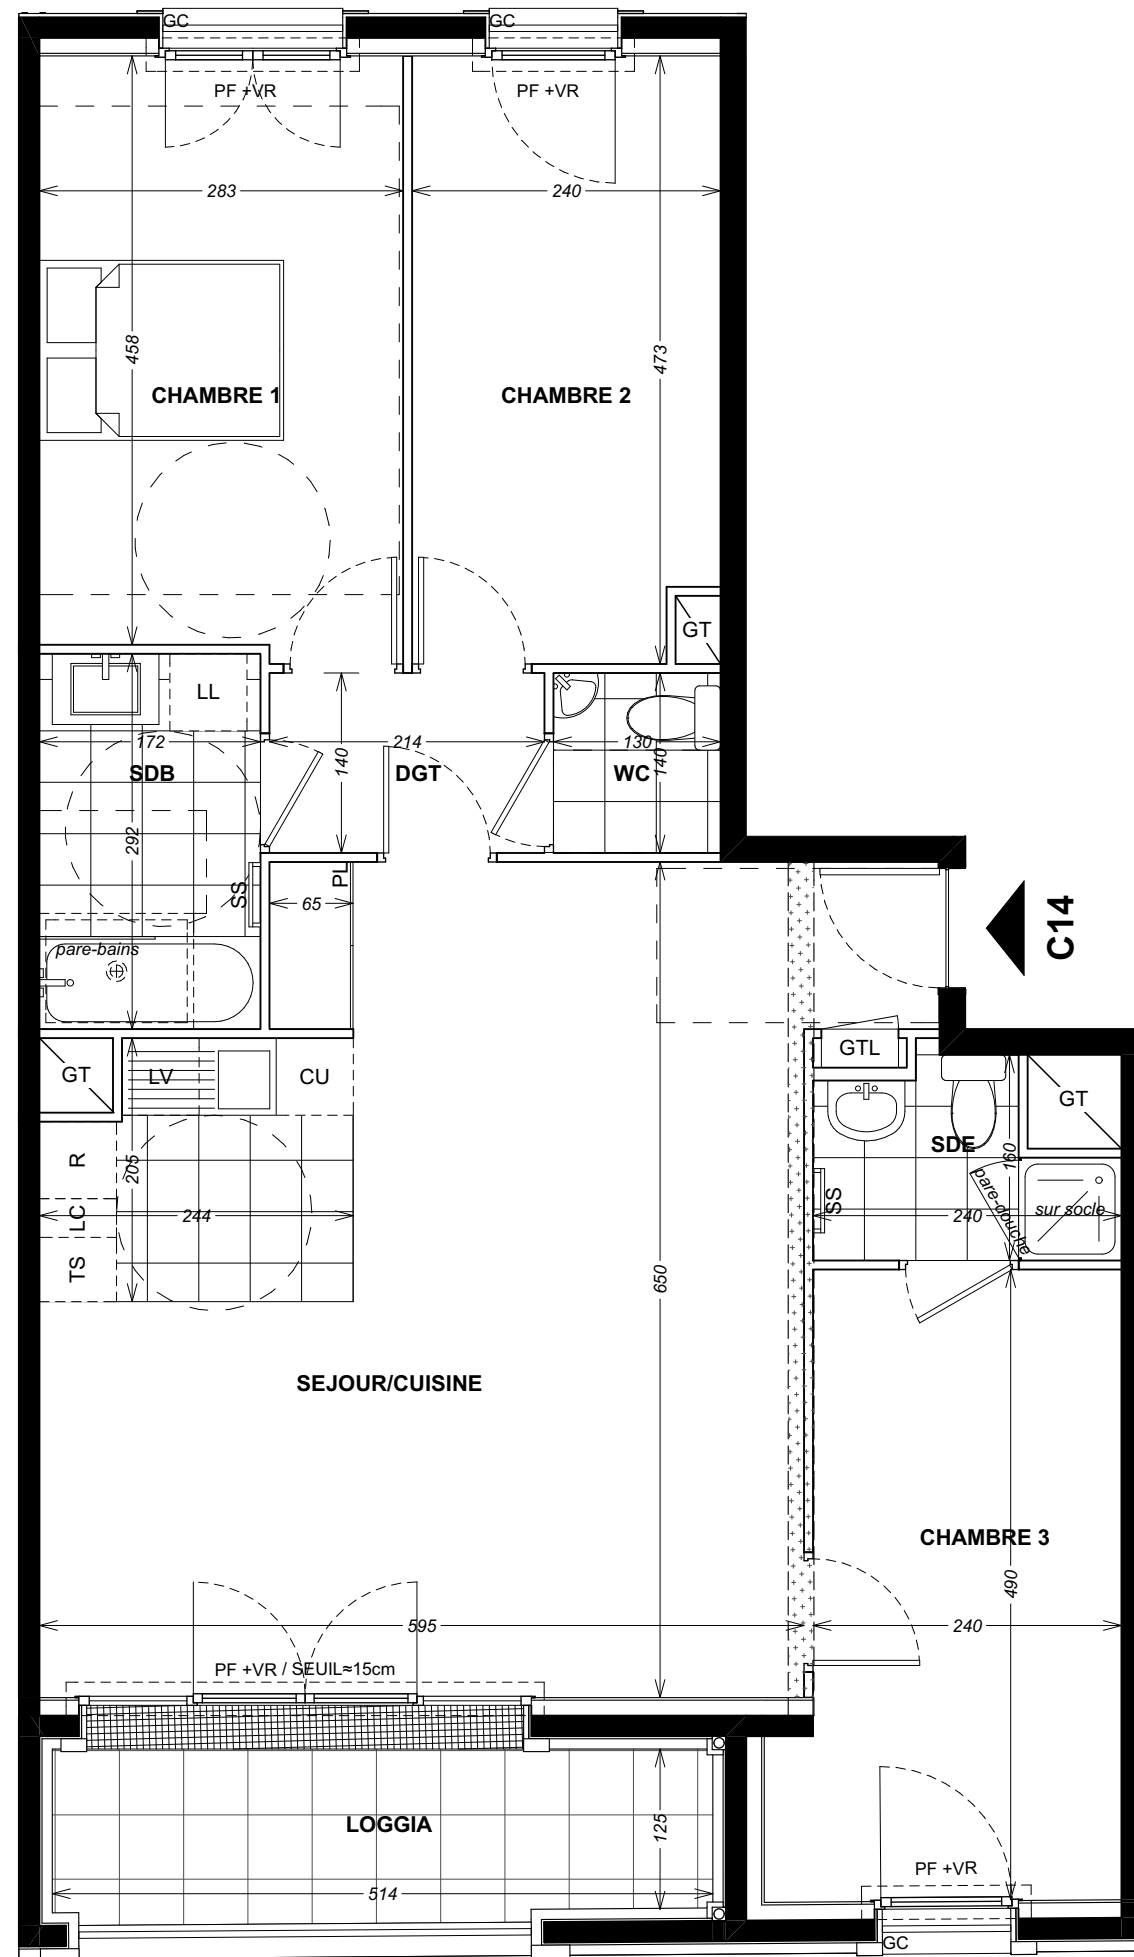 GC
GC
PF +VR
PF +VR
283
240
458
473
CHAMBRE 1
CHAMBRE 2
GT
LL
172
214
130
SDB
140
DGT
WC
140
292
PL
SS
65
C14
pare-bains
GTL
GT
LV
CU
GT
SDE
160
R
205
pare-douche
SS
sur socle
LC
244
240
TS
650
SEJOUR/CUISINE
CHAMBRE 3
490
595
240
PF +VR / SEUIL≈15cm
LOGGIA
125
PF +VR
514
GC